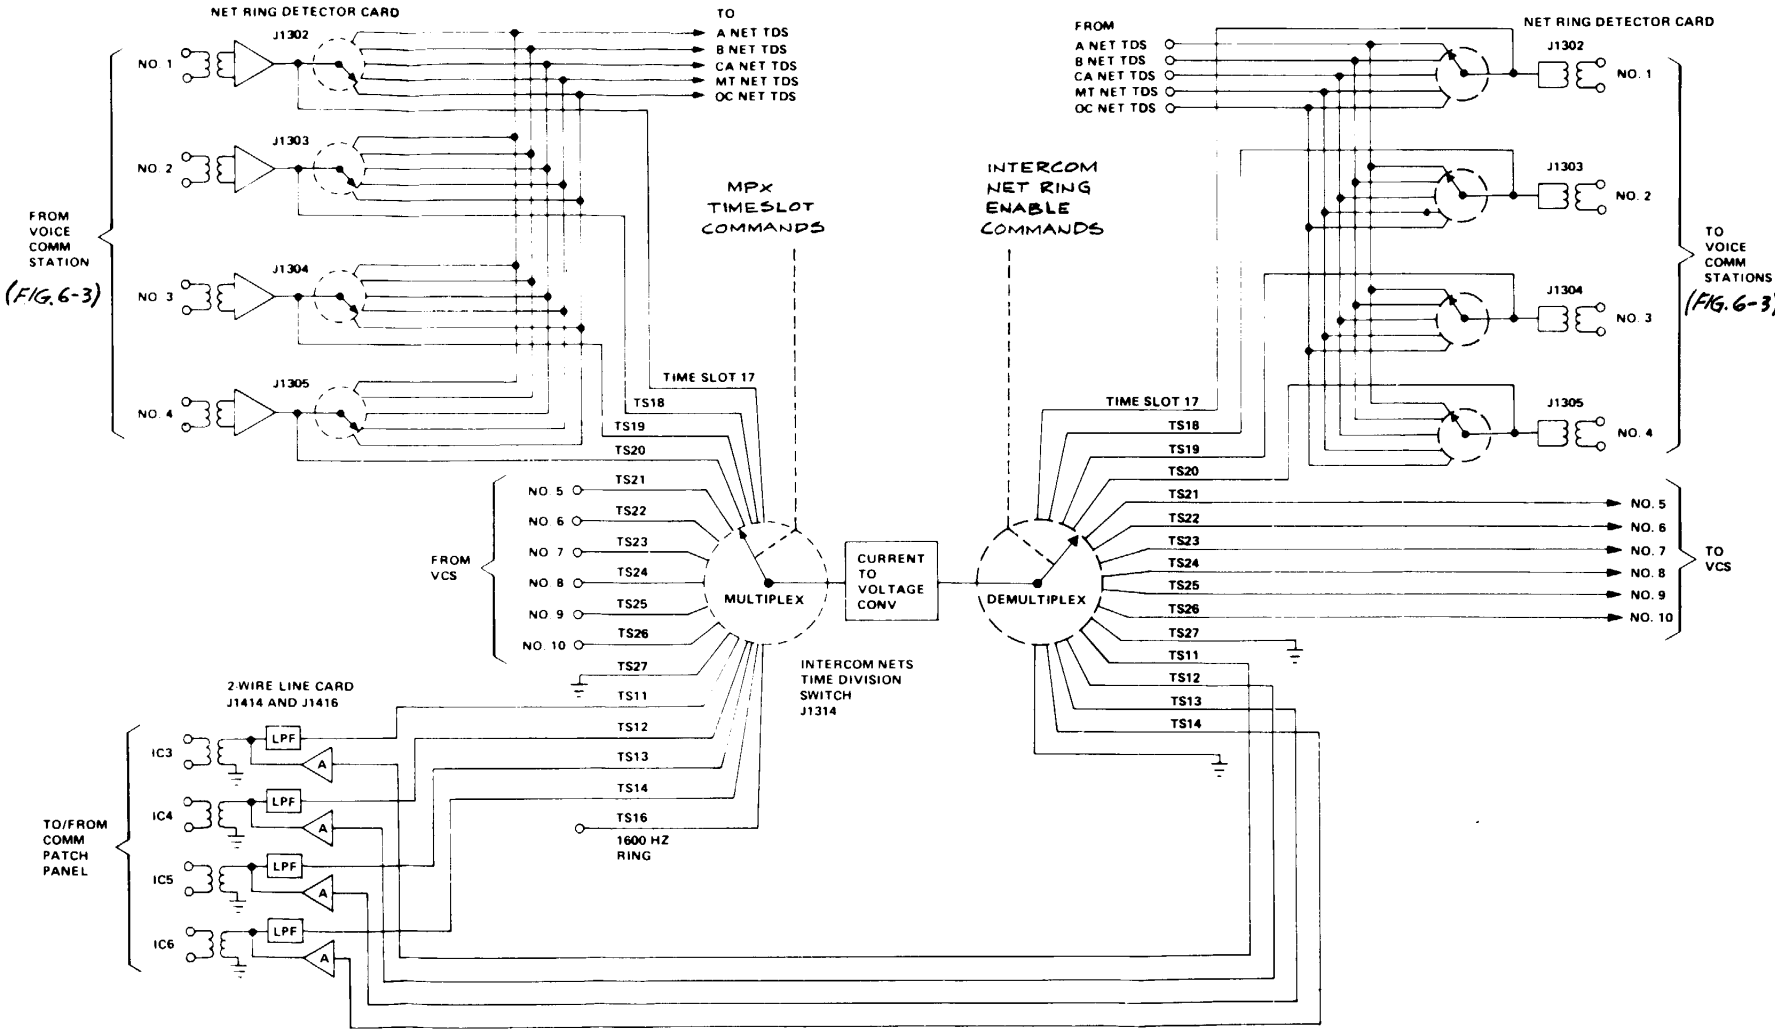 NET RING DETECTOR CARD
J1302
NO. 1
J1303
NO. 2
J1304
NO. 3
J1305
NO. 4
FROM
VOICE
COMM
STATION
(FIG. 6-3)
TO
A NET TDS
B NET TDS
CA NET TDS
MT NET TDS
OC NET TDS
MPX
TIMESLOT
COMMANDS
INTERCOM
NET RING
ENABLE
COMMANDS
FROM
A NET TDS
B NET TDS
CA NET TDS
MT NET TDS
OC NET TDS
NET RING DETECTOR CARD
J1302
NO. 1
J1303
NO. 2
J1304
NO. 3
J1305
NO. 4
TO
VOICE
COMM
STATIONS
(FIG. 6-3)
TIME SLOT 17
TS18
TS19
TS20
TS21
TS22
TS23
TS24
TS25
TS26
TS27
TS11
TS12
TS13
TS14
TS16
1600 HZ
RING
FROM
VCS
NO 5
NO 6
NO 7
NO 8
NO 9
NO. 10
MULTIPLEX
CURRENT
TO
VOLTAGE
CONV
DEMULTIPLEX
INTERCOM NETS
TIME DIVISION
SWITCH
J1314
TIME SLOT 17
TS18
TS19
TS20
TS21
TS22
TS23
TS24
TS25
TS26
TS27
TS11
TS12
TS13
TS14
NO. 5
NO. 6
NO. 7
NO. 8
NO. 9
NO. 10
TO
VCS
2-WIRE LINE CARD
J1414 AND J1416
IC3
LPF
A
IC4
LPF
A
IC5
LPF
A
IC6
LPF
A
TO/FROM
COMM
PATCH
PANEL